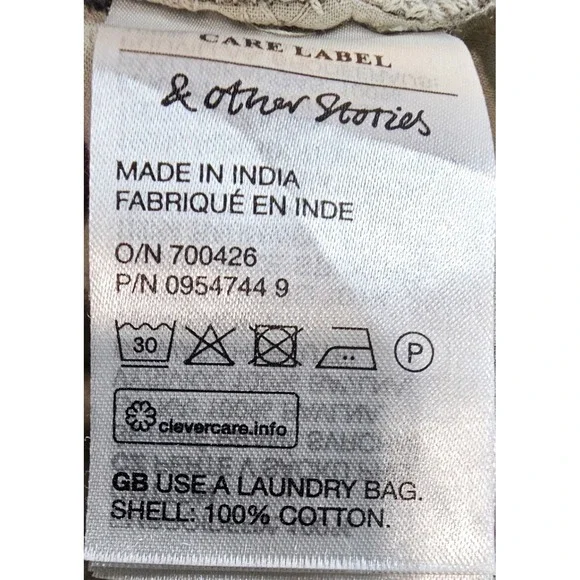 CARE LABEL
& other Stories
MADE IN INDIA
FABRIQUÉ EN INDE
O/N 700426
P/N 0954744 9
30 P
clevercare.info
GB USE A LAUNDRY BAG.
SHELL: 100% COTTON.